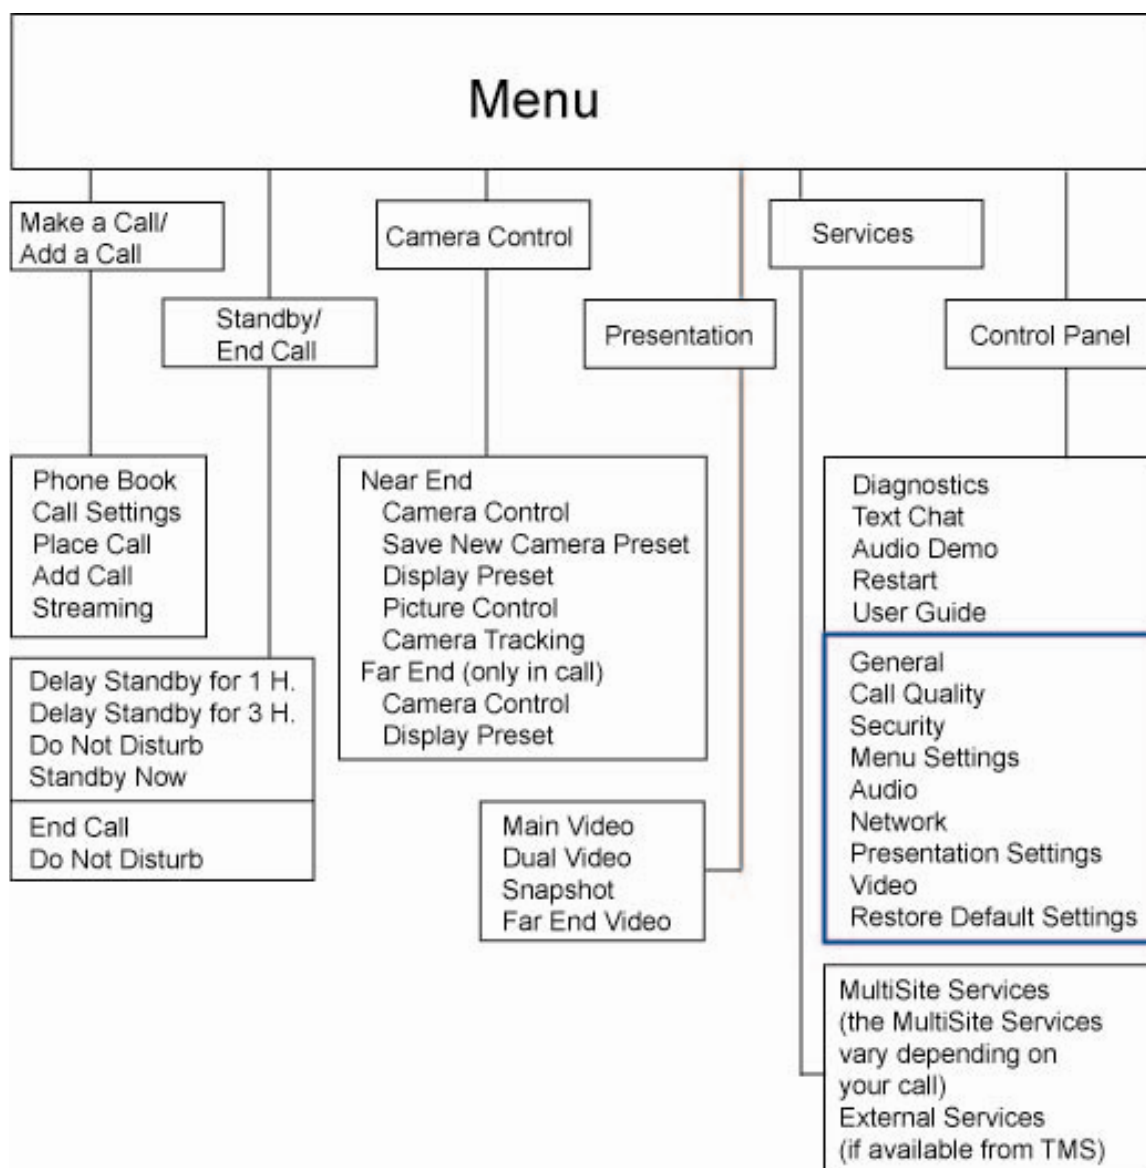 Menu
Make a Call/
Add a Call
Standby/
End Call
Camera Control
Presentation
Services
Control Panel
Phone Book
Call Settings
Place Call
Add Call
Streaming
Delay Standby for 1 H.
Delay Standby for 3 H.
Do Not Disturb
Standby Now
End Call
Do Not Disturb
Near End
Camera Control
Save New Camera Preset
Display Preset
Picture Control
Camera Tracking
Far End (only in call)
Camera Control
Display Preset
Main Video
Dual Video
Snapshot
Far End Video
Diagnostics
Text Chat
Audio Demo
Restart
User Guide
General
Call Quality
Security
Menu Settings
Audio
Network
Presentation Settings
Video
Restore Default Settings
MultiSite Services
(the MultiSite Services
vary depending on
your call)
External Services
(if available from TMS)